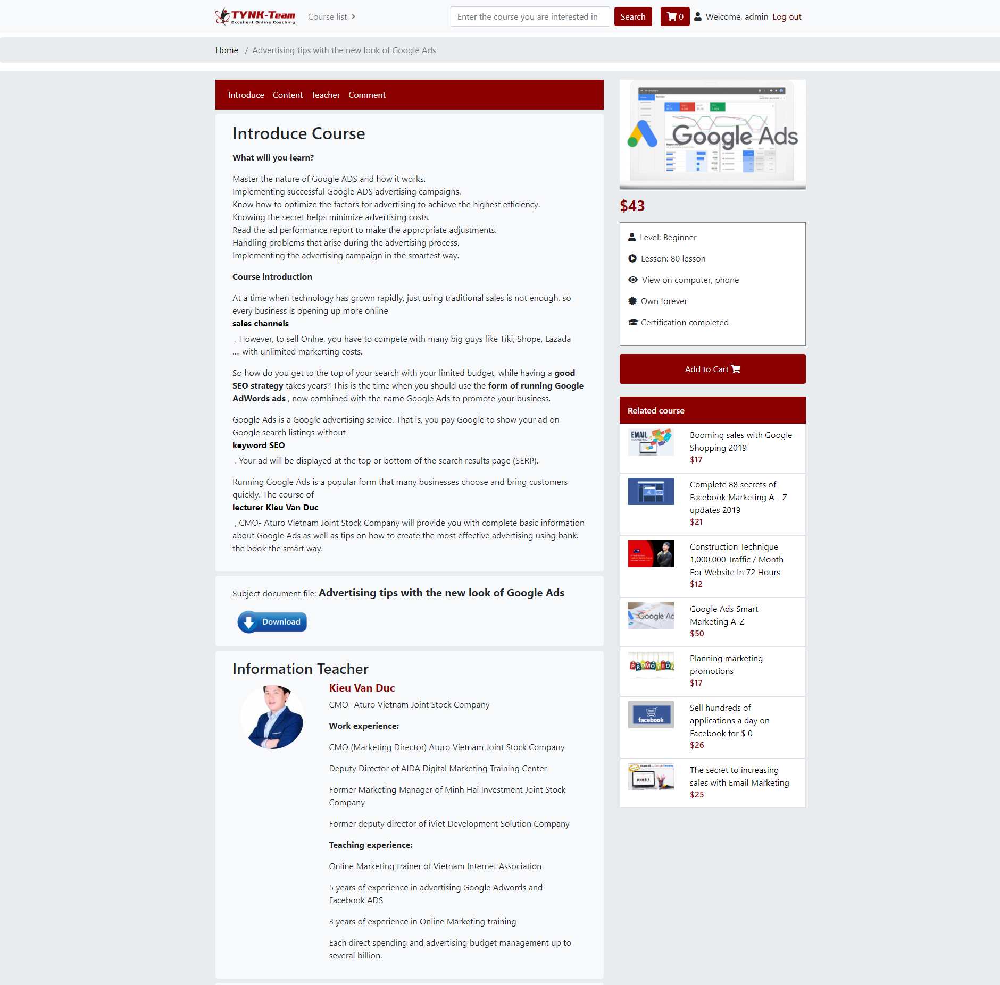 TYNK-Team
Excellent Online Coaching
Course list
Enter the course you are interested in
Search
0
Welcome, admin
Log out
Home / Advertising tips with the new look of Google Ads
Introduce Content Teacher Comment
Introduce Course
What will you learn?
Master the nature of Google ADS and how it works.
Implementing successful Google ADS advertising campaigns.
Know how to optimize the factors for advertising to achieve the highest efficiency.
Knowing the secret helps minimize advertising costs.
Read the ad performance report to make the appropriate adjustments.
Handling problems that arise during the advertising process.
Implementing the advertising campaign in the smartest way.
Course introduction
At a time when technology has grown rapidly, just using traditional sales is not enough, so
every business is opening up more online
sales channels
. However, to sell Onlne, you have to compete with many big guys like Tiki, Shope, Lazada
.... with unlimited markerting costs.
So how do you get to the top of your search with your limited budget, while having a good
SEO strategy takes years? This is the time when you should use the form of running Google
AdWords ads , now combined with the name Google Ads to promote your business.
Google Ads is a Google advertising service. That is, you pay Google to show your ad on
Google search listings without
keyword SEO
. Your ad will be displayed at the top or bottom of the search results page (SERP).
Running Google Ads is a popular form that many businesses choose and bring customers
quickly. The course of
lecturer Kieu Van Duc
, CMO- Aturo Vietnam Joint Stock Company will provide you with complete basic information
about Google Ads as well as tips on how to create the most effective advertising using bank.
the book the smart way.
Subject document file: Advertising tips with the new look of Google Ads
Download
Information Teacher
Kieu Van Duc
CMO- Aturo Vietnam Joint Stock Company
Work experience:
CMO (Marketing Director) Aturo Vietnam Joint Stock Company
Deputy Director of AIDA Digital Marketing Training Center
Former Marketing Manager of Minh Hai Investment Joint Stock
Company
Former deputy director of iViet Development Solution Company
Teaching experience:
Online Marketing trainer of Vietnam Internet Association
5 years of experience in advertising Google Adwords and
Facebook ADS
3 years of experience in Online Marketing training
Each direct spending and advertising budget management up to
several billion.
Google Ads
$43
Level: Beginner
Lesson: 80 lesson
View on computer, phone
Own forever
Certification completed
Add to Cart
Related course
EMAIL
MARKETING
Booming sales with Google
Shopping 2019
$17
AD
Complete 88 secrets of
Facebook Marketing A - Z
updates 2019
$21
Construction Technique
1,000,000 Traffic / Month
For Website In 72 Hours
$12
Google Ad
Google Ads Smart
Marketing A-Z
$50
PROMOTION
Planning marketing
promotions
$17
facebook
Sell hundreds of
applications a day on
Facebook for $ 0
$26
The secret to increasing
sales with Email Marketing
$25